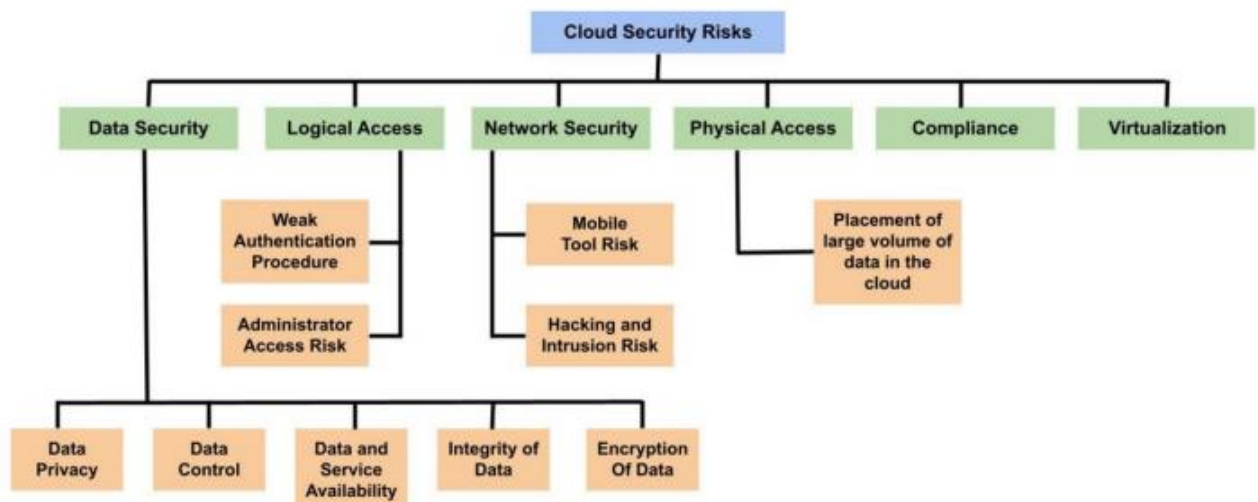 Cloud Security Risks
Data Security
Logical Access
Network Security
Physical Access
Compliance
Virtualization
Weak
Authentication
Procedure
Mobile
Tool Risk
Placement of
large volume of
data in the
cloud
Administrator
Access Risk
Hacking and
Intrusion Risk
Data
Privacy
Data
Control
Data and
Service
Availability
Integrity of
Data
Encryption
Of Data